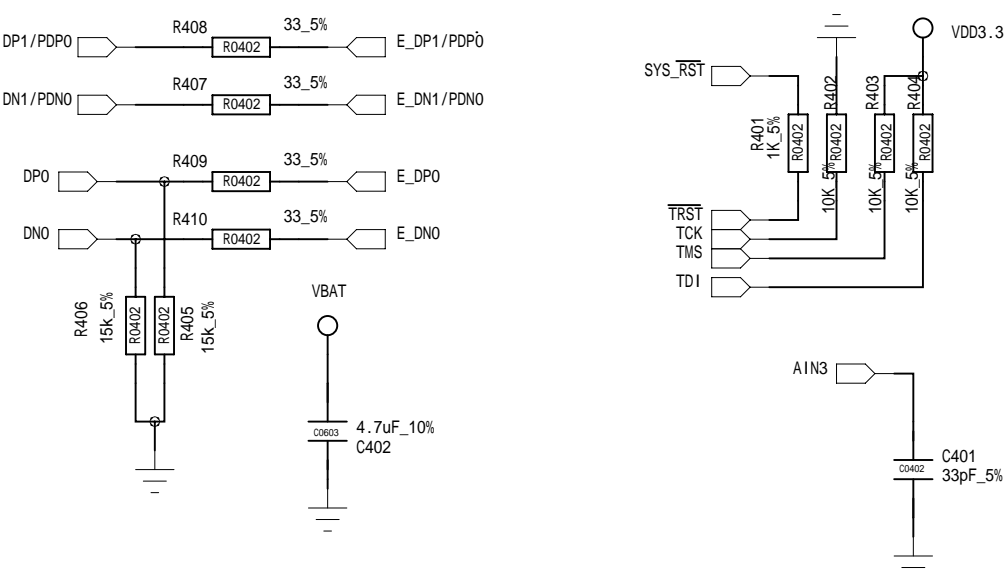 R408 33_5%
DP1/PDP0 R0402 E_DP1/PDP0
R407 33_5%
DN1/PDN0 R0402 E_DN1/PDN0
R409 33_5%
DP0 R0402 E_DP0
R410 33_5%
DN0 R0402 E_DN0
R406
15k_5%
R0402
R0402
R405
15k_5%
VBAT
C0603
4.7uF_10%
C402
VDD3.3
SYS_RST
R401
1K_5%
R0402
R402
R0402
10K_5%
R403
R0402
10K_5%
R404
R0402
10K_5%
TRST
TCK
TMS
TDI
AIN3
C0402
C401
33pF_5%